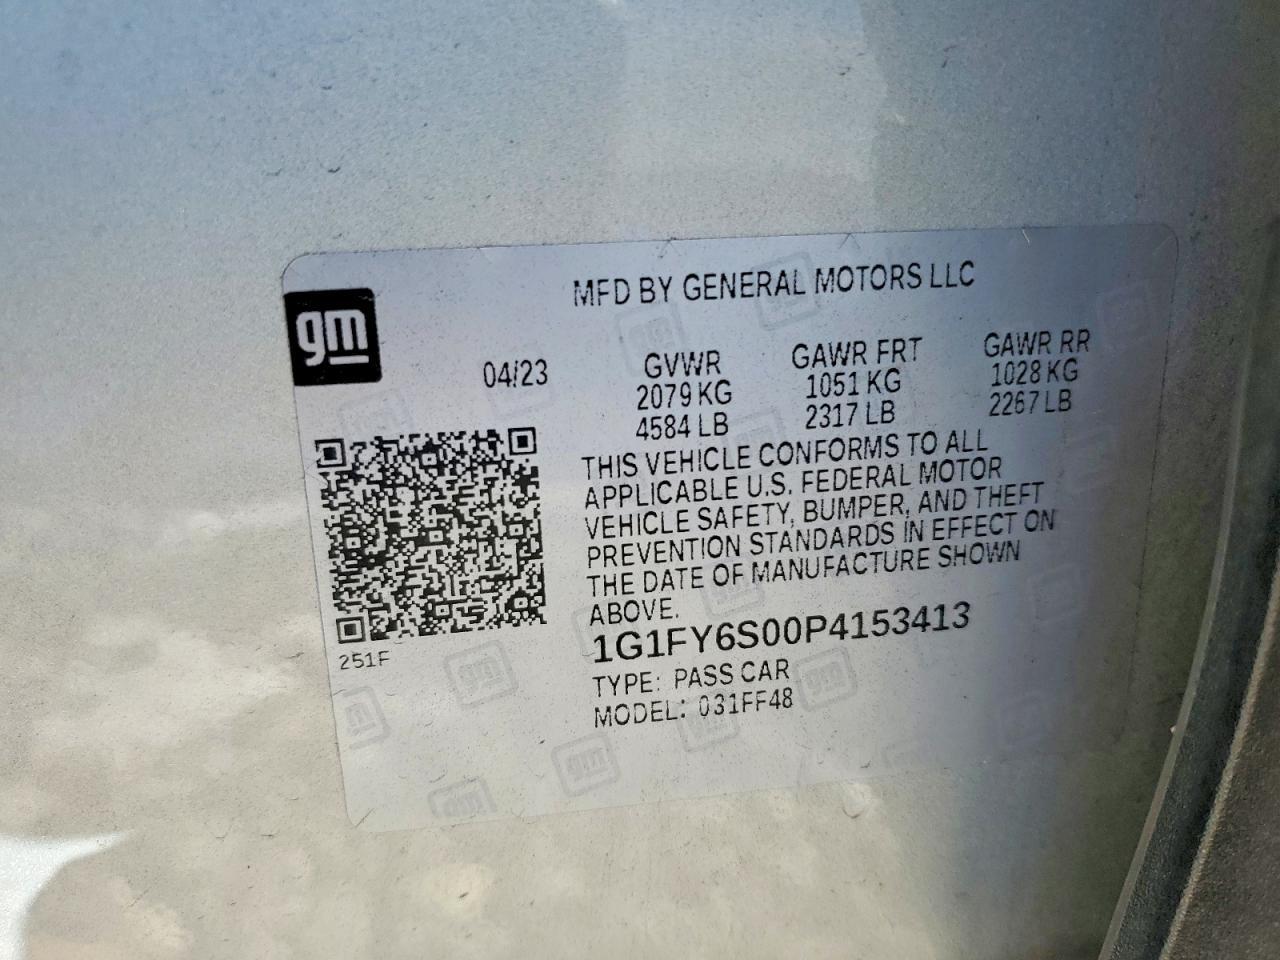 gm
MFD BY GENERAL MOTORS LLC
04/23 GVWR GAWR FRT GAWR RR
2079 KG 1051 KG 1028 KG
4584 LB 2317 LB 2267 LB
THIS VEHICLE CONFORMS TO ALL
APPLICABLE U.S. FEDERAL MOTOR
VEHICLE SAFETY, BUMPER, AND THEFT
PREVENTION STANDARDS IN EFFECT ON
THE DATE OF MANUFACTURE SHOWN
ABOVE.
251F
1G1FY6S00P4153413
TYPE: PASS CAR
MODEL: 031FF48